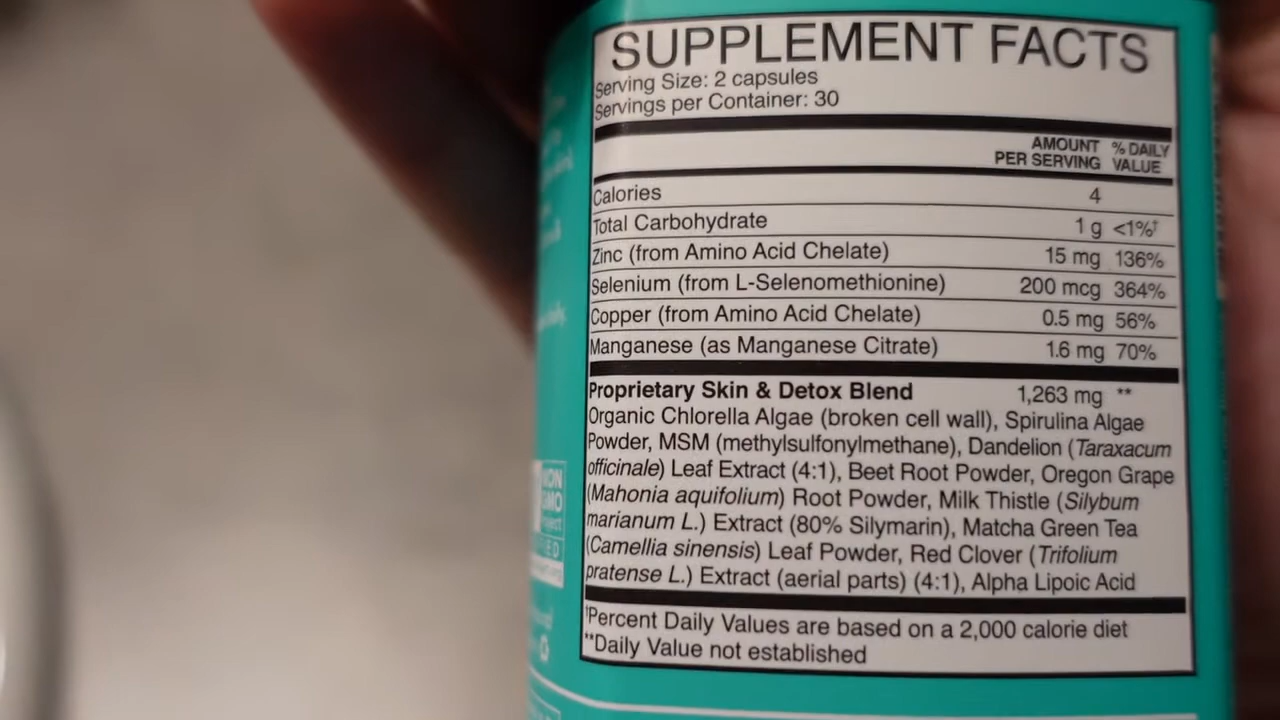 SUPPLEMENT FACTS
Serving Size: 2 capsules
Servings per Container: 30
AMOUNT PER SERVING % DAILY VALUE
Calories 4
Total Carbohydrate 1 g <1%†
Zinc (from Amino Acid Chelate) 15 mg 136%
Selenium (from L-Selenomethionine) 200 mcg 364%
Copper (from Amino Acid Chelate) 0.5 mg 56%
Manganese (as Manganese Citrate) 1.6 mg 70%
Proprietary Skin & Detox Blend 1,263 mg **
Organic Chlorella Algae (broken cell wall), Spirulina Algae
Powder, MSM (methylsulfonylmethane), Dandelion (Taraxacum
officinale) Leaf Extract (4:1), Beet Root Powder, Oregon Grape
(Mahonia aquifolium) Root Powder, Milk Thistle (Silybum
marianum L.) Extract (80% Silymarin), Matcha Green Tea
(Camellia sinensis) Leaf Powder, Red Clover (Trifolium
pratense L.) Extract (aerial parts) (4:1), Alpha Lipoic Acid
†Percent Daily Values are based on a 2,000 calorie diet
**Daily Value not established
NON
GMO